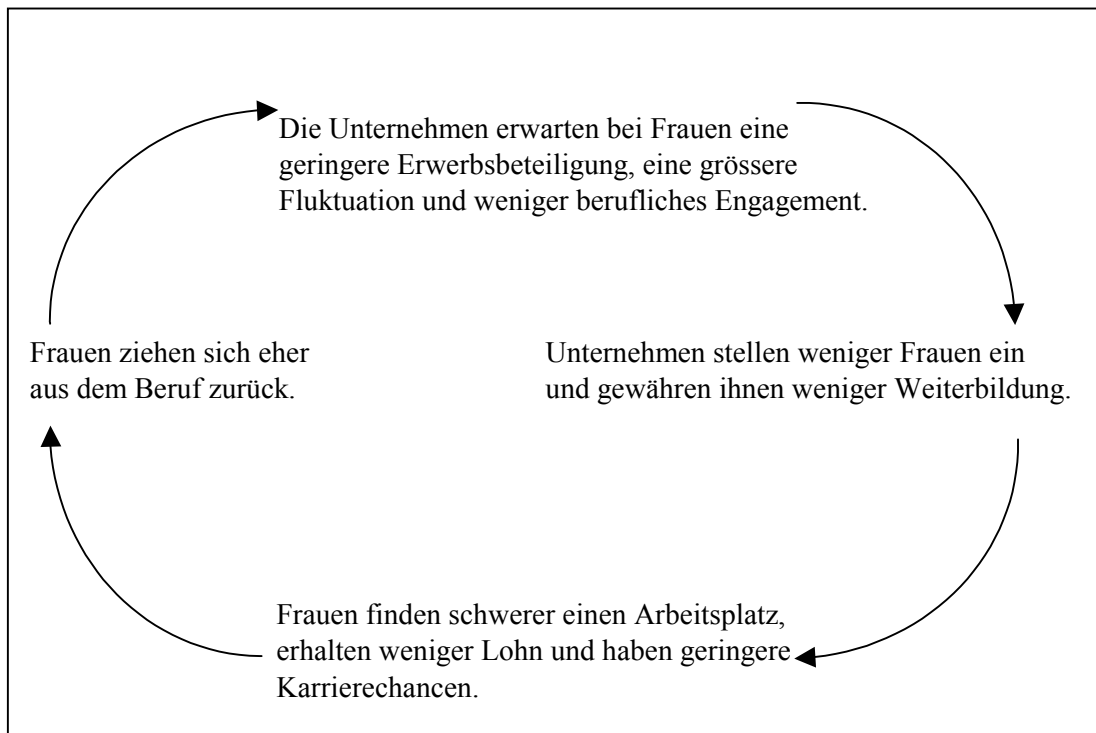 Die Unternehmen erwarten bei Frauen eine
geringere Erwerbsbeteiligung, eine grössere
Fluktuation und weniger berufliches Engagement.
Frauen ziehen sich eher
aus dem Beruf zurück.
Unternehmen stellen weniger Frauen ein
und gewähren ihnen weniger Weiterbildung.
Frauen finden schwerer einen Arbeitsplatz,
erhalten weniger Lohn und haben geringere
Karrierechancen.